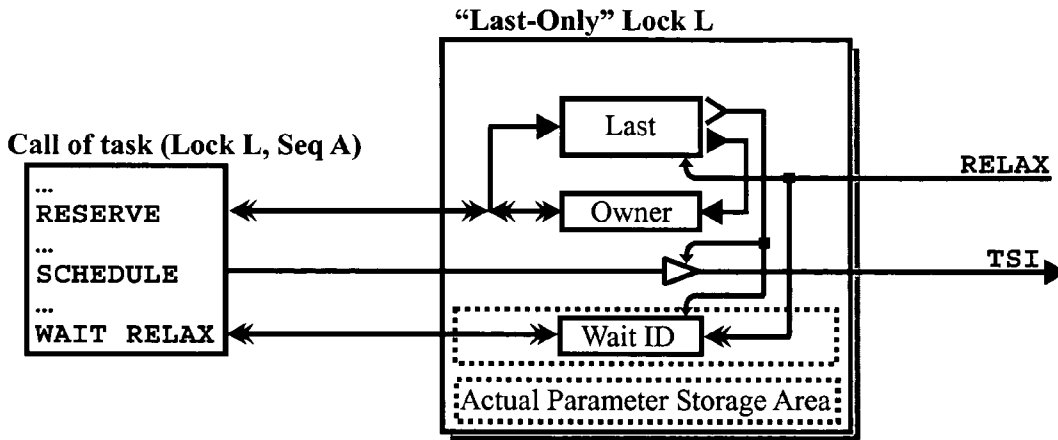 “Last-Only” Lock L
Call of task (Lock L, Seq A)
...
RESERVE
...
SCHEDULE
...
WAIT RELAX
Last
Owner
Wait ID
Actual Parameter Storage Area
RELAX
TSI